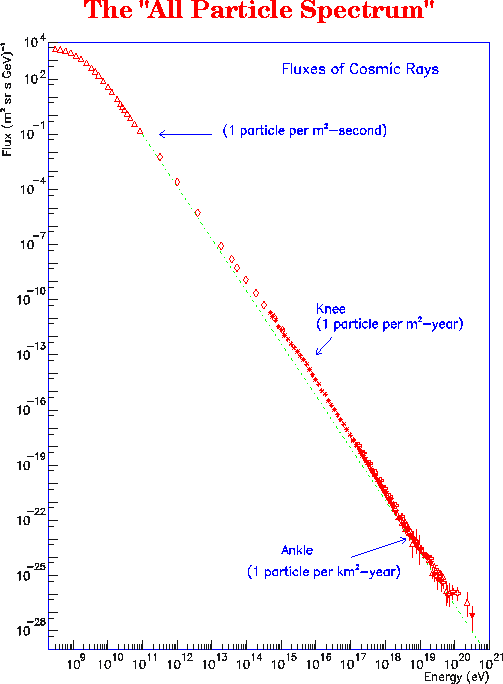 The "All Particle Spectrum"
Fluxes of Cosmic Rays
Flux (m² sr s GeV)⁻¹
10⁴
10²
10⁻¹
10⁻⁴
10⁻⁷
10⁻¹⁰
10⁻¹³
10⁻¹⁶
10⁻¹⁹
10⁻²²
10⁻²⁵
10⁻²⁸
(1 particle per m²−second)
Knee
(1 particle per m²−year)
Ankle
(1 particle per km²−year)
10⁹ 10¹⁰ 10¹¹ 10¹² 10¹³ 10¹⁴ 10¹⁵ 10¹⁶ 10¹⁷ 10¹⁸ 10¹⁹ 10²⁰ 10²¹
Energy (eV)